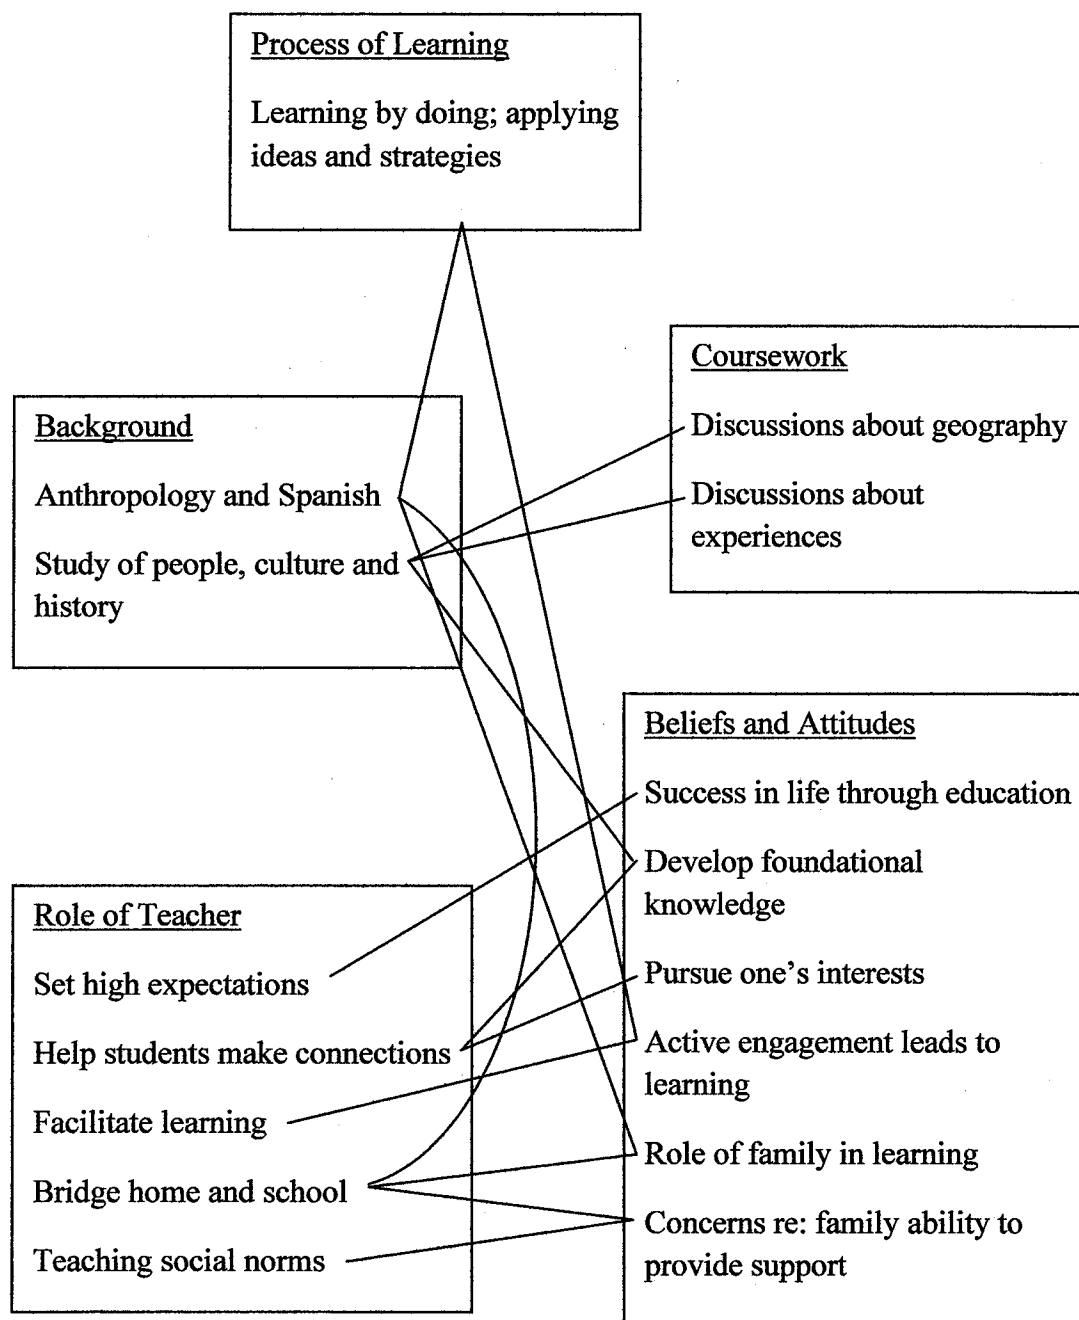 Process of Learning
Learning by doing; applying
ideas and strategies
Coursework
Discussions about geography
Discussions about
experiences
Background
Anthropology and Spanish
Study of people, culture and
history
Beliefs and Attitudes
Success in life through education
Develop foundational
knowledge
Pursue one's interests
Active engagement leads to
learning
Role of family in learning
Concerns re: family ability to
provide support
Role of Teacher
Set high expectations
Help students make connections
Facilitate learning
Bridge home and school
Teaching social norms